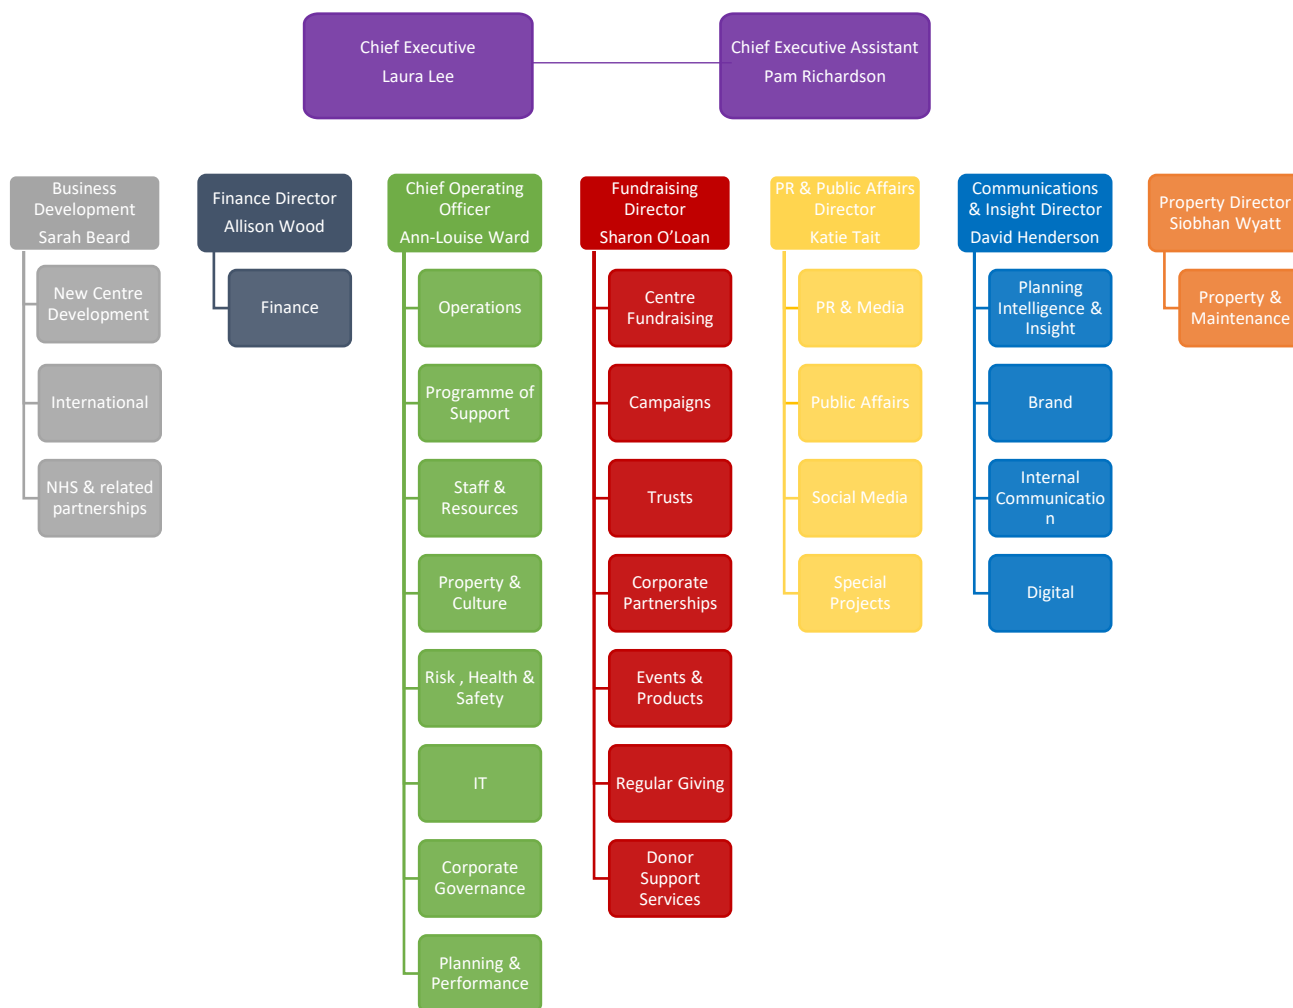 Chief Executive
Laura Lee
Chief Executive Assistant
Pam Richardson
Business
Development
Sarah Beard
New Centre
Development
International
NHS & related
partnerships
Finance Director
Allison Wood
Finance
Chief Operating
Officer
Ann-Louise Ward
Operations
Programme of
Support
Staff &
Resources
Property &
Culture
Risk , Health &
Safety
IT
Corporate
Governance
Planning &
Performance
Fundraising
Director
Sharon O’Loan
Centre
Fundraising
Campaigns
Trusts
Corporate
Partnerships
Events &
Products
Regular Giving
Donor
Support
Services
PR & Public Affairs
Director
Katie Tait
PR & Media
Public Affairs
Social Media
Special
Projects
Communications
& Insight Director
David Henderson
Planning
Intelligence &
Insight
Brand
Internal
Communicatio
n
Digital
Property Director
Siobhan Wyatt
Property &
Maintenance